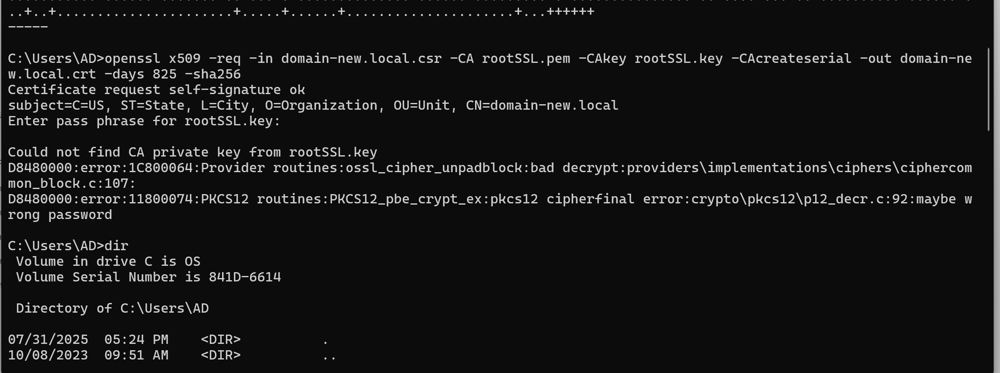 ..+..+......................+.....+......+.....................+...++++++
-----
C:\Users\AD>openssl x509 -req -in domain-new.local.csr -CA rootSSL.pem -CAkey rootSSL.key -CAcreateserial -out domain-ne
w.local.crt -days 825 -sha256
Certificate request self-signature ok
subject=C=US, ST=State, L=City, O=Organization, OU=Unit, CN=domain-new.local
Enter pass phrase for rootSSL.key:
Could not find CA private key from rootSSL.key
D8480000:error:1C800064:Provider routines:ossl_cipher_unpadblock:bad decrypt:providers\implementations\ciphers\ciphercom
mon_block.c:107:
D8480000:error:11800074:PKCS12 routines:PKCS12_pbe_crypt_ex:pkcs12 cipherfinal error:crypto\pkcs12\p12_decr.c:92:maybe w
rong password
C:\Users\AD>dir
 Volume in drive C is OS
 Volume Serial Number is 841D-6614
 Directory of C:\Users\AD
07/31/2025  05:24 PM    <DIR>          .
10/08/2023  09:51 AM    <DIR>          ..